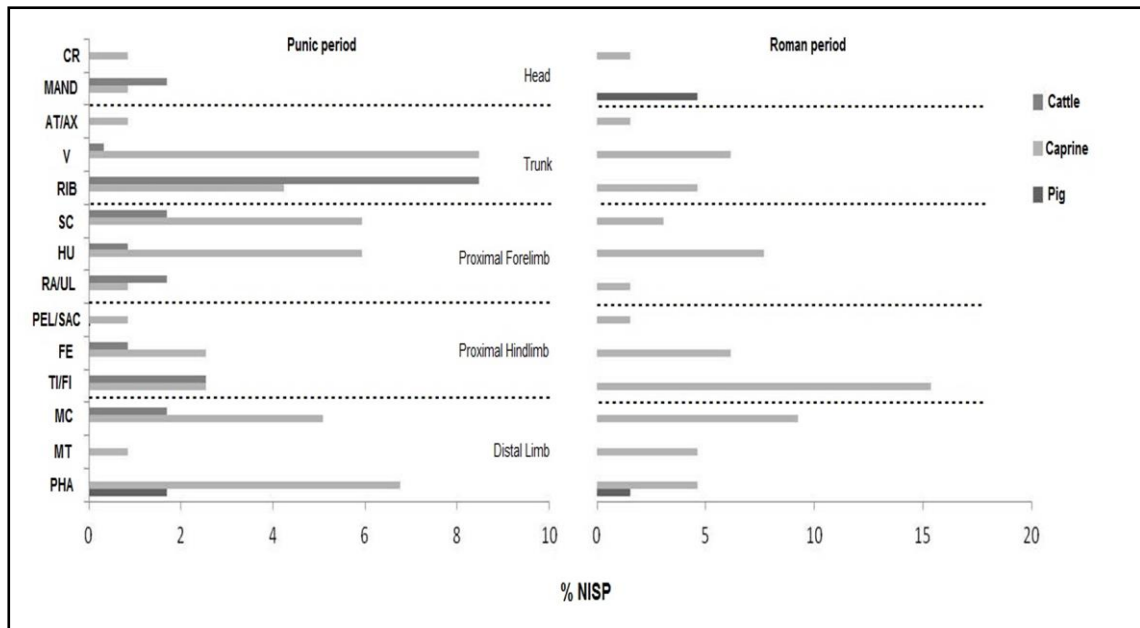 Punic period
Roman period
CR
MAND
AT/AX
V
RIB
SC
HU
RA/UL
PEL/SAC
FE
TI/FI
MC
MT
PHA
Head
Trunk
Proximal Forelimb
Proximal Hindlimb
Distal Limb
Cattle
Caprine
Pig
0 2 4 6 8 10
0 5 10 15 20
% NISP